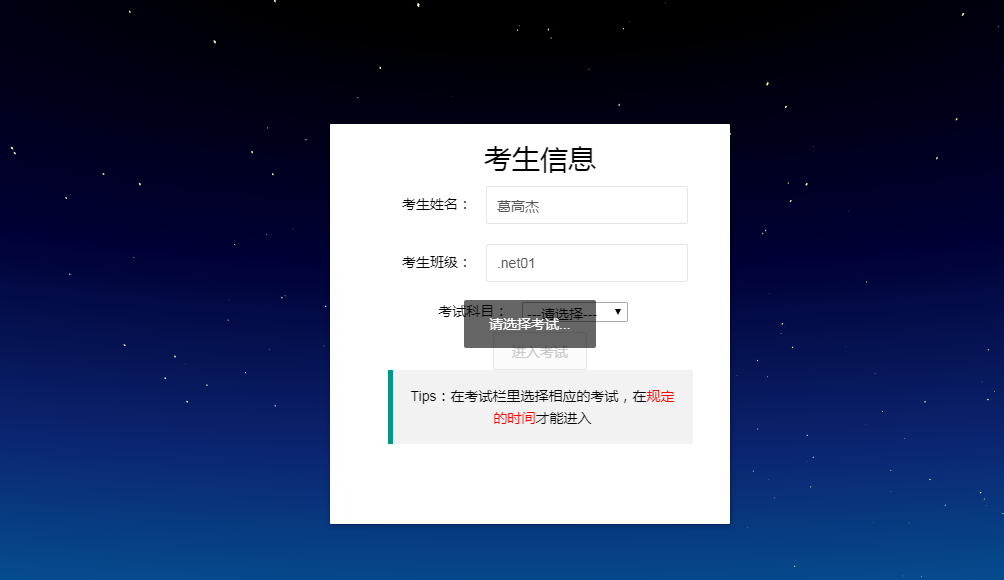 考生信息
考生姓名：
葛高杰
考生班级：
.net01
考试科目：
---请选择---
请选择考试...
进入考试
Tips：在考试栏里选择相应的考试，在规定
的时间才能进入